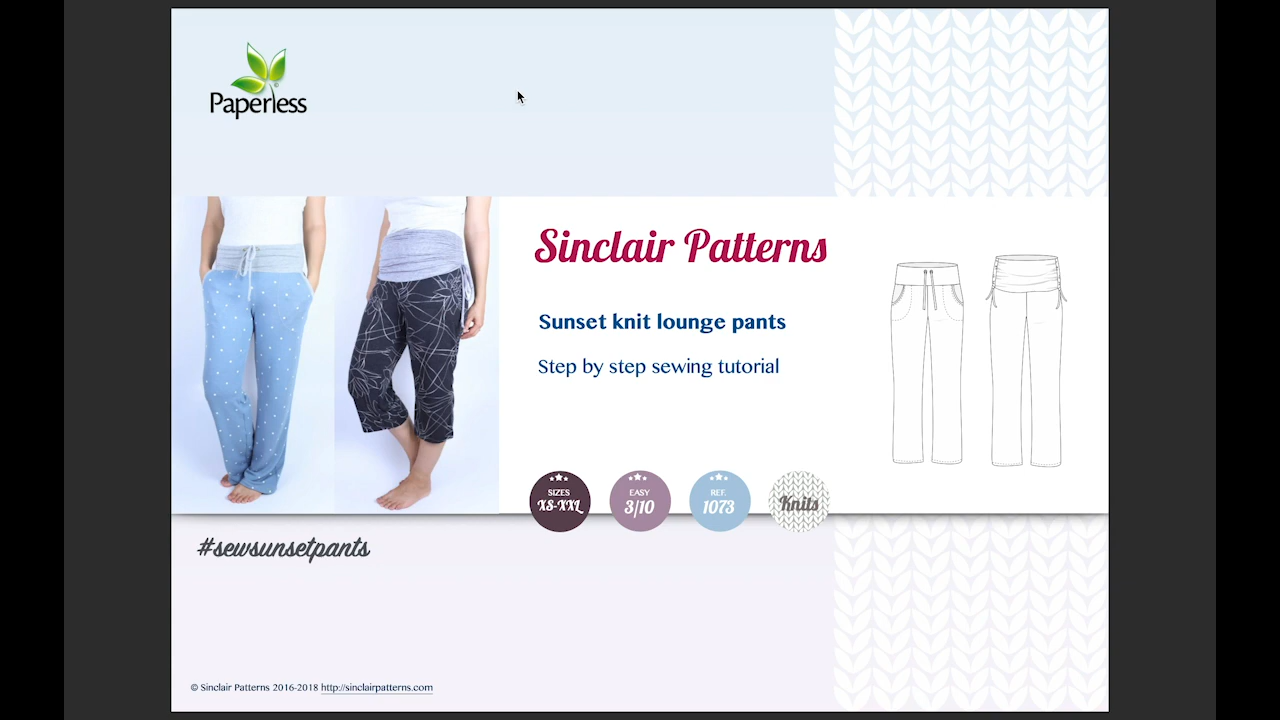 Paperless
Sinclair Patterns
Sunset knit lounge pants
Step by step sewing tutorial
SIZES
XS-XXL
EASY
3/10
REF.
1073
Knits
#sewsunsetpants
© Sinclair Patterns 2016-2018 http://sinclairpatterns.com